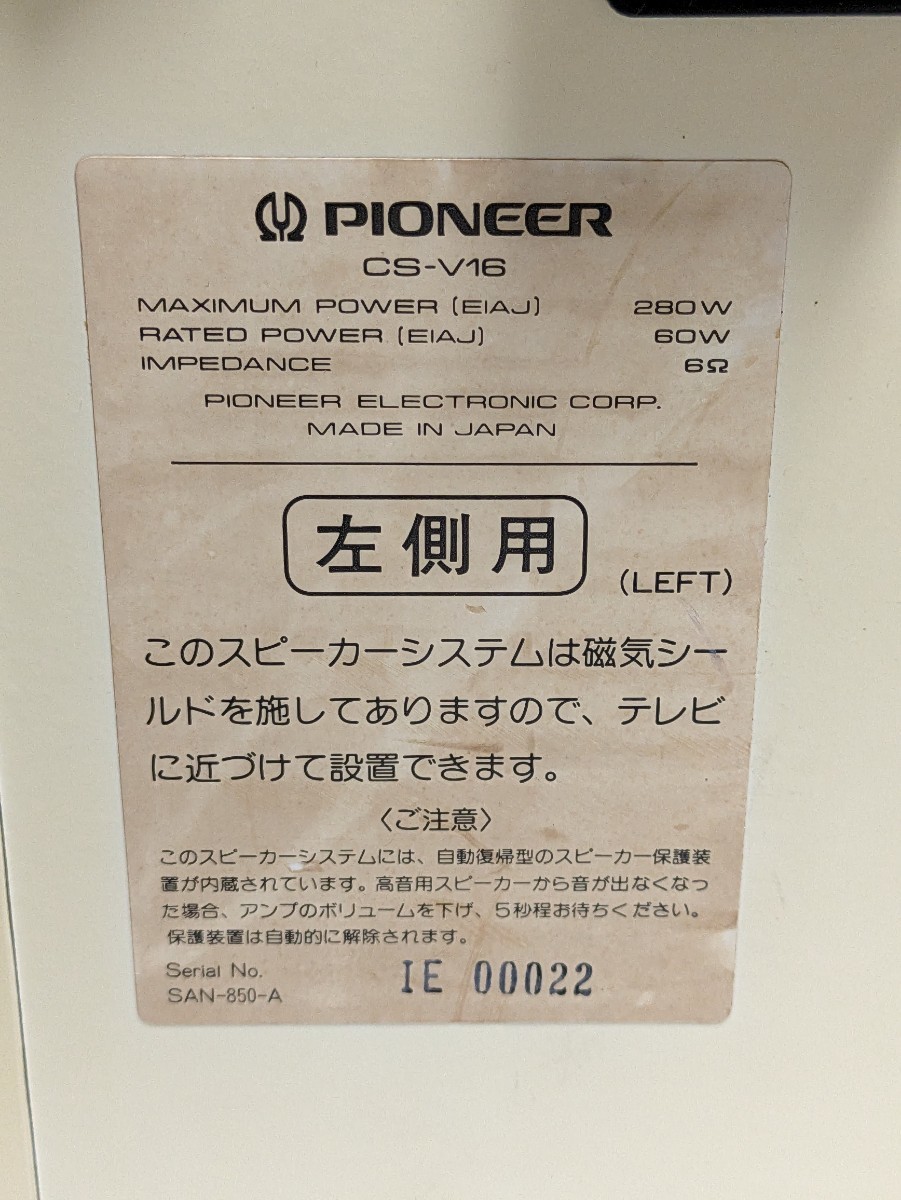 PIONEER
CS-V16
MAXIMUM POWER (EIAJ) 280W
RATED POWER (EIAJ) 60W
IMPEDANCE 6Ω
PIONEER ELECTRONIC CORP.
MADE IN JAPAN
左側用
(LEFT)
このスピーカーシステムは磁気シー
ルドを施してありますので、テレビ
に近づけて設置できます。
〈ご注意〉
このスピーカーシステムには、自動復帰型のスピーカー保護装
置が内蔵されています。高音用スピーカーから音が出なくなっ
た場合、アンプのボリュームを下げ、5秒程お待ちください。
保護装置は自動的に解除されます。
Serial No. IE 00022
SAN-850-A